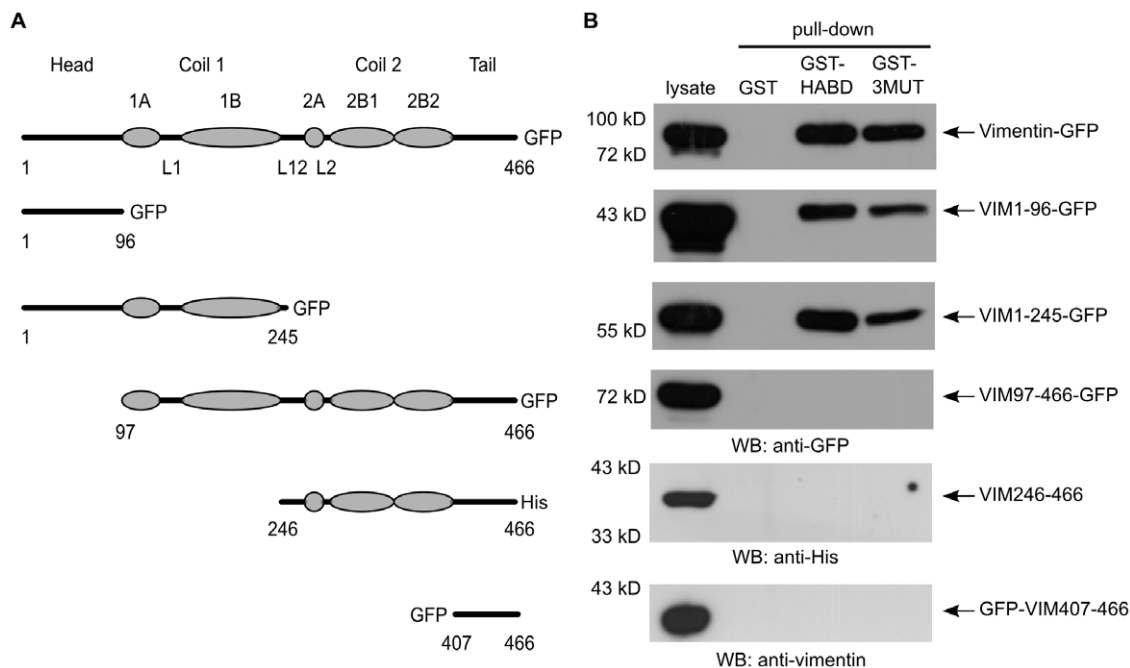 A
Head Coil 1 Coil 2 Tail
1A 1B 2A 2B1 2B2
GFP
1 L1 L12 L2 466
GFP
1 96
GFP
1 245
GFP
97 466
His
246 466
GFP
407 466
B
pull-down
lysate GST GST-HABD GST-3MUT
100 kD
72 kD
Vimentin-GFP
43 kD
VIM1-96-GFP
55 kD
VIM1-245-GFP
72 kD
VIM97-466-GFP
WB: anti-GFP
43 kD
33 kD
VIM246-466
WB: anti-His
43 kD
GFP-VIM407-466
WB: anti-vimentin